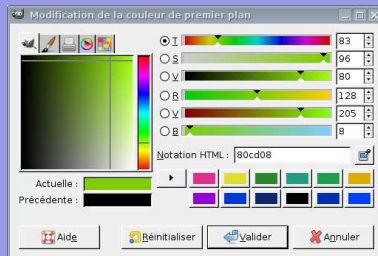 Modification de la couleur de premier plan
T 83
S 96
V 80
R 128
V 205
B 8
Notation HTML : 80cd08
Actuelle :
Précédente :
Aide Réinitialiser Valider Annuler